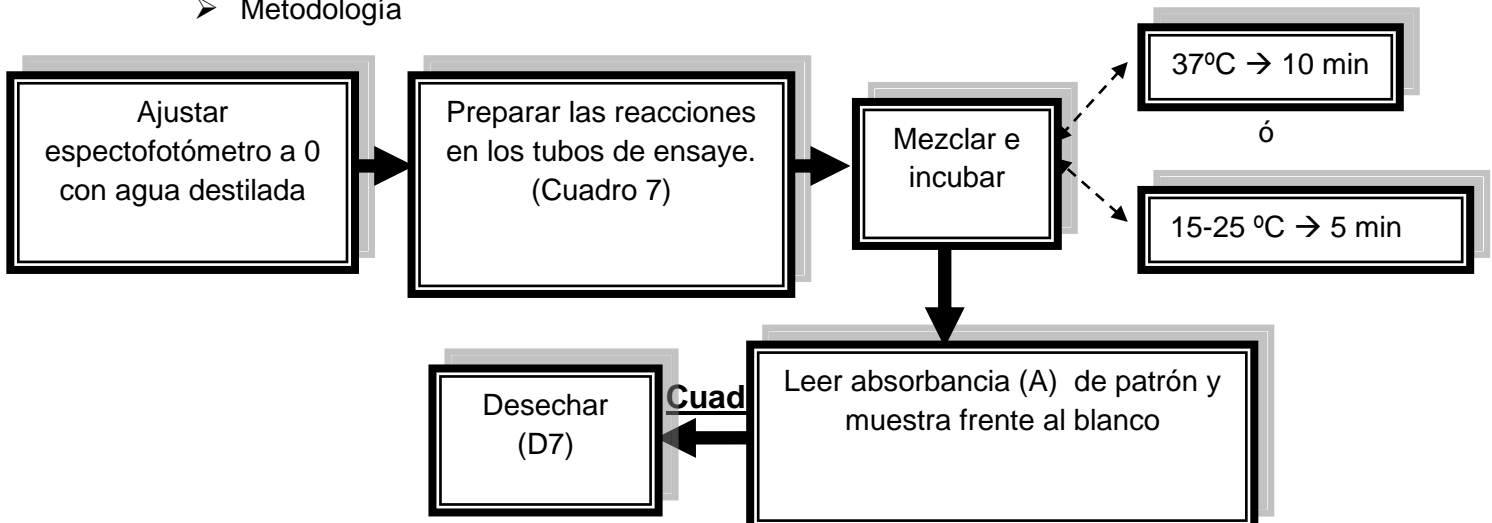 ➢ Metodología
Ajustar
espectofotómetro a 0
con agua destilada
Preparar las reacciones
en los tubos de ensaye.
(Cuadro 7)
Mezclar e
incubar
37ºC → 10 min
ó
15-25 ºC → 5 min
Leer absorbancia (A) de patrón y
muestra frente al blanco
Cuad
Desechar
(D7)